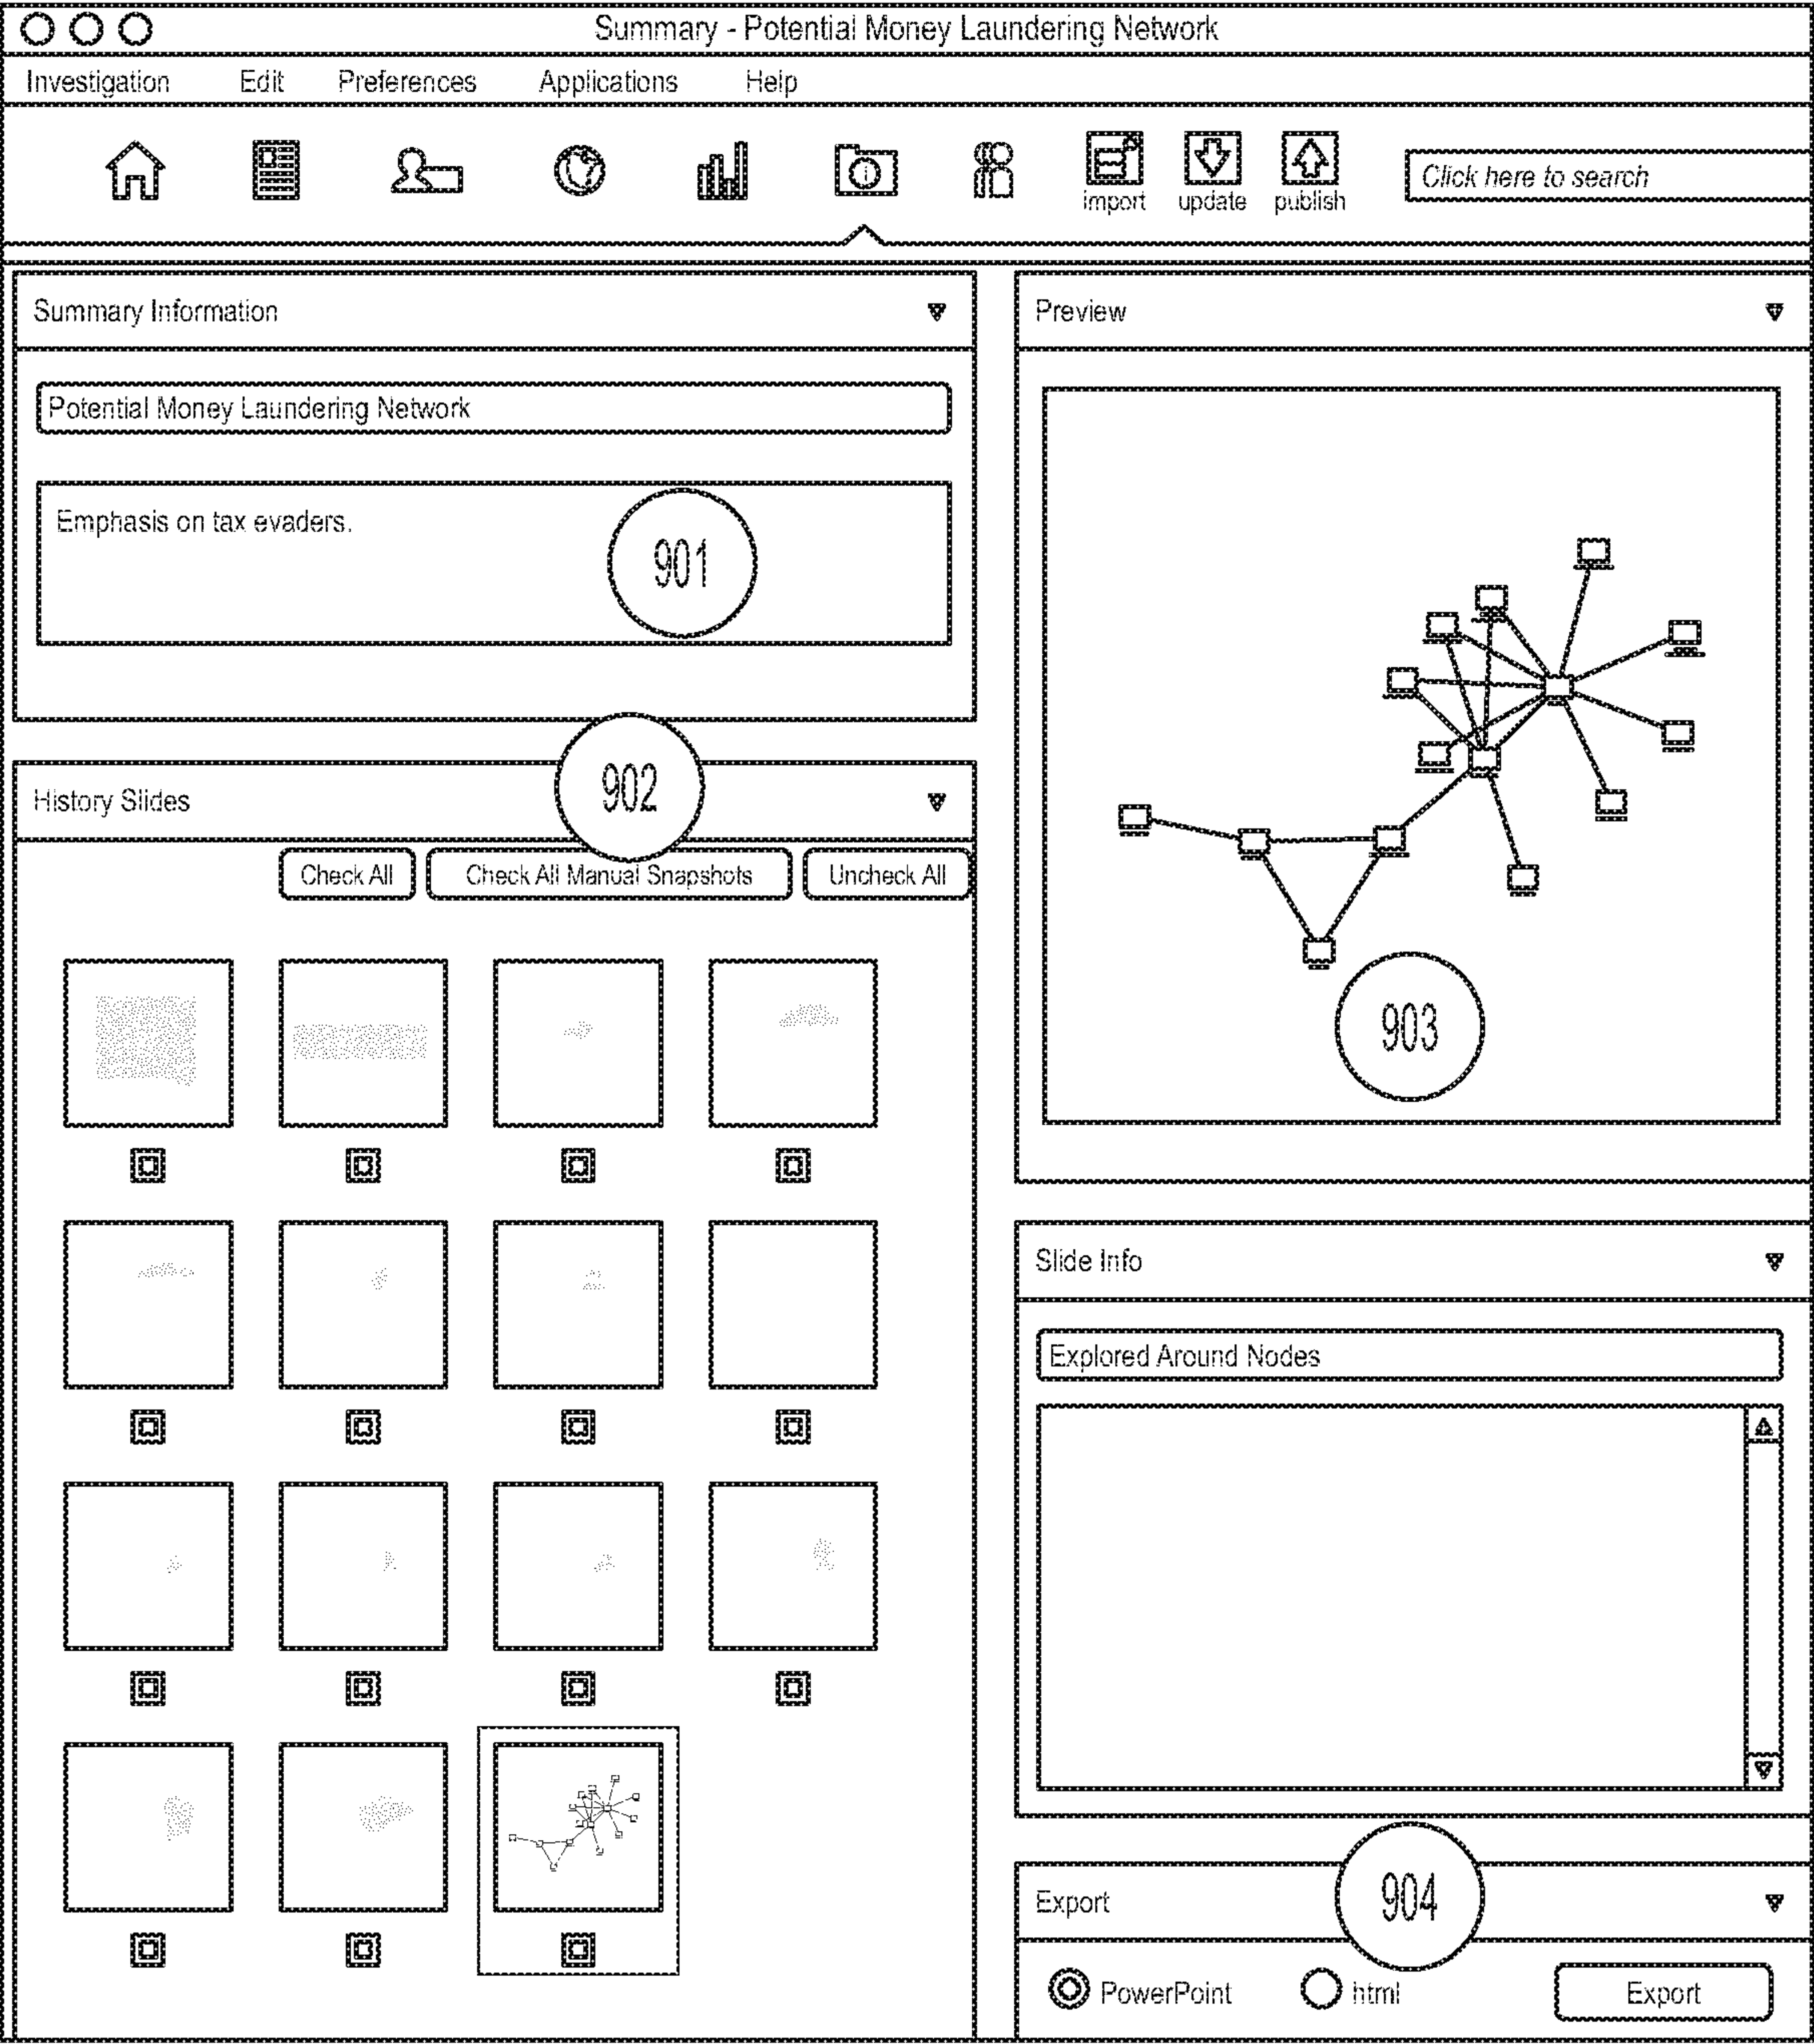 Summary - Potential Money Laundering Network
Investigation Edit Preferences Applications Help
import update publish
Click here to search
Summary Information
Potential Money Laundering Network
Emphasis on tax evaders.
901
902
History Slides
Check All Check All Manual Snapshots Uncheck All
Preview
903
Slide Info
Explored Around Nodes
904
Export
PowerPoint html Export